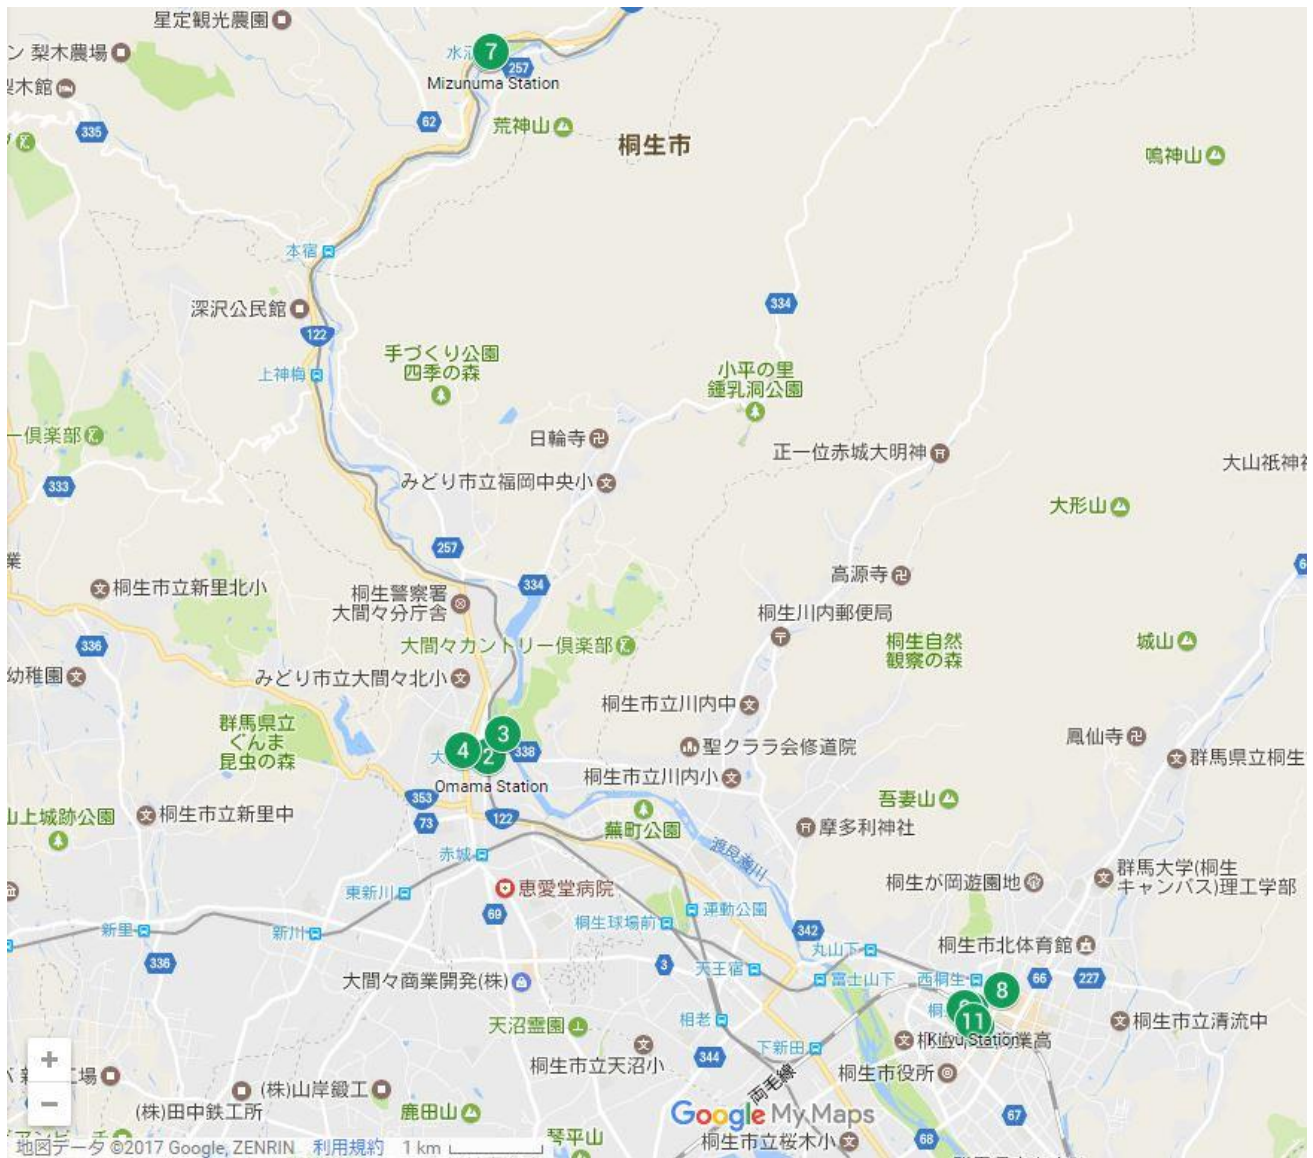 星定観光農園
梨木農場
7
257
Mizunuma Station
梨木館
62
荒神山
桐生市
335
鳴神山
本宿
334
深沢公民館
122
手づくり公園
四季の森
上神梅
小平の里
鍾乳洞公園
倶楽部
日輪寺
正一位赤城大明神
大山祇神社
333
みどり市立福岡中央小
大形山
257
334
高源寺
桐生市立新里北小
桐生警察署
大間々分庁舎
桐生川内郵便局
336
大間々カントリー倶楽部
桐生自然
観察の森
城山
幼稚園
みどり市立大間々北小
桐生市立川内中
群馬県立
ぐんま
昆虫の森
3
4
2
338
聖クララ会修道院
鳳仙寺
群馬県立桐生
Omama Station
桐生市立川内小
353
吾妻山
山上城跡公園
桐生市立新里中
73
122
蕪町公園
摩多利神社
渡良瀬川
赤城
東新川
恵愛堂病院
桐生が岡遊園地
群馬大学(桐生
キャンパス)理工学部
69
桐生球場前
運動公園
新里
新川
342
丸山下
桐生市北体育館
336
3
天王宿
富士山下
西桐生
66
227
大間々商業開発(株)
8
11
天沼霊園
相老
桐生市立清流中
Kiryu Station
桐生市立天沼小
344
下新田
桐生市役所
両毛線
(株)山岸鍛工
(株)田中鉄工所
鹿田山
Google My Maps
67
琴平山
桐生市立桜木小
68
地図データ ©2017 Google, ZENRIN 利用規約 1 km